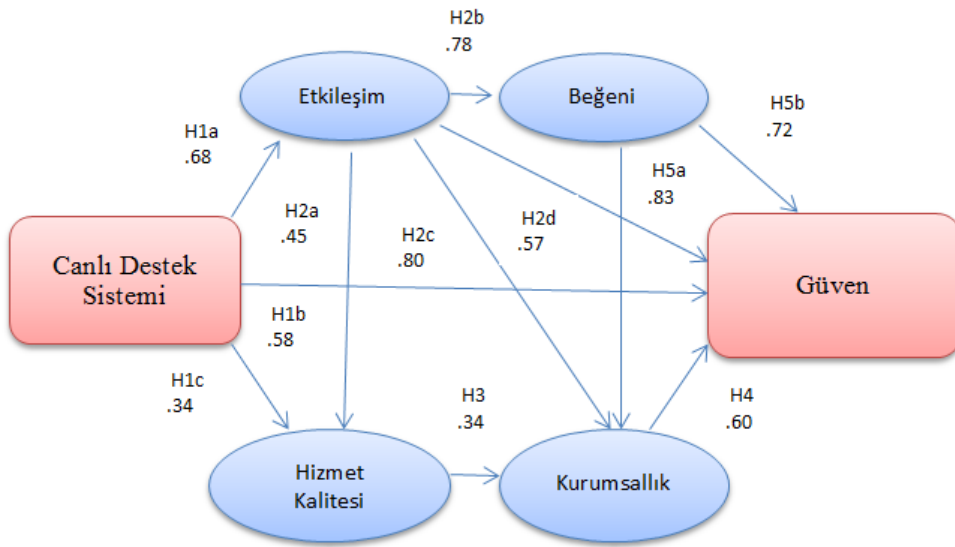 H2b
.78
Etkileşim
Beğeni
H5b
.72
H1a
.68
H5a
.83
H2a
.45
H2c
.80
H2d
.57
Canlı Destek
Sistemi
Güven
H1b
.58
H1c
.34
H3
.34
H4
.60
Hizmet
Kalitesi
Kurumsallık